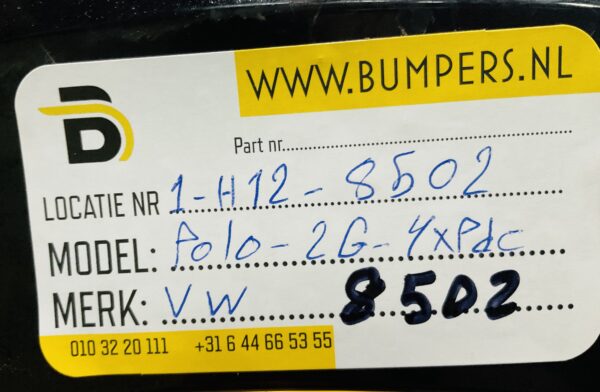 WWW.BUMPERS.NL
B
Part nr.
LOCATIE NR 1-H12-8502
MODEL: Polo-2G-4xPdc
MERK: VW 8502
010 32 20 111 +31 6 44 66 53 55